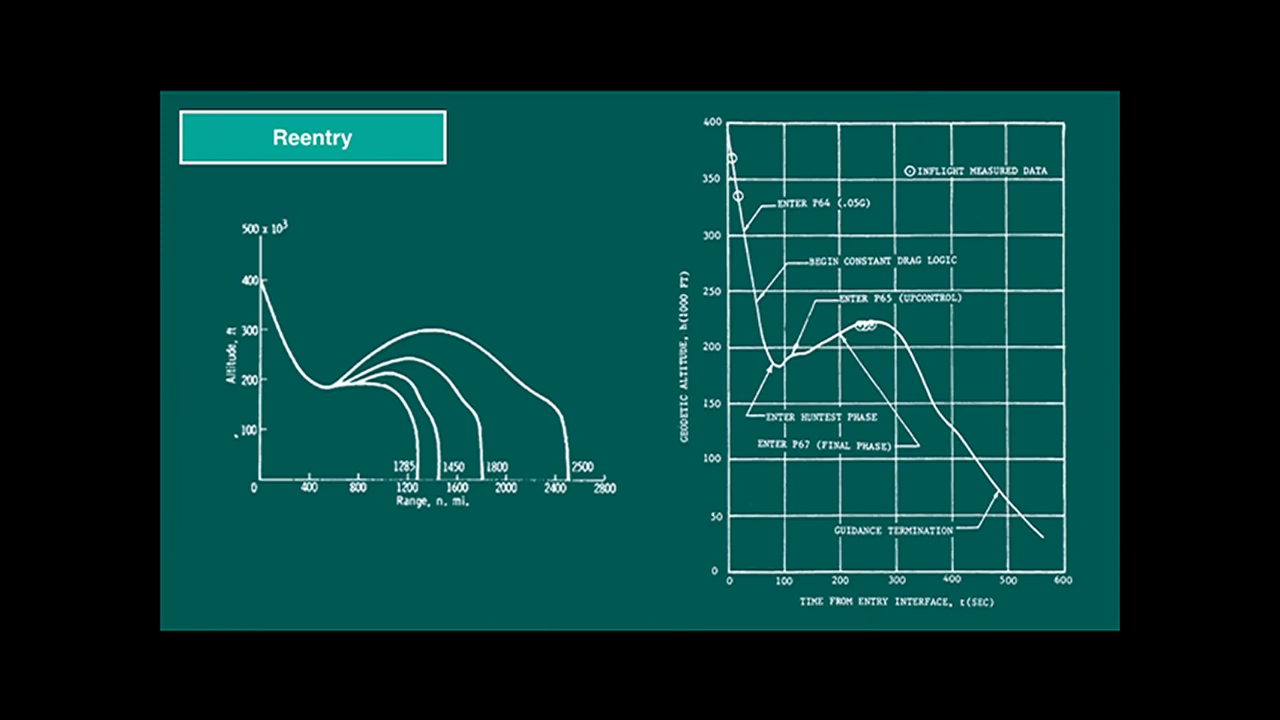 Reentry
500 x 10³
400
300
200
100
0
Altitude, ft
1285
1450
1800
2500
400
800
1200
1600
2000
2400
2800
Range, n. mi.
400
350
300
250
200
150
100
50
0
GEODETIC ALTITUDE, h(1000 FT)
INFLIGHT MEASURED DATA
ENTER P64 (.05G)
BEGIN CONSTANT DRAG LOGIC
ENTER P65 (UPCONTROL)
ENTER HUNTEST PHASE
ENTER P67 (FINAL PHASE)
GUIDANCE TERMINATION
0
100
200
300
400
500
600
TIME FROM ENTRY INTERFACE, t(SEC)